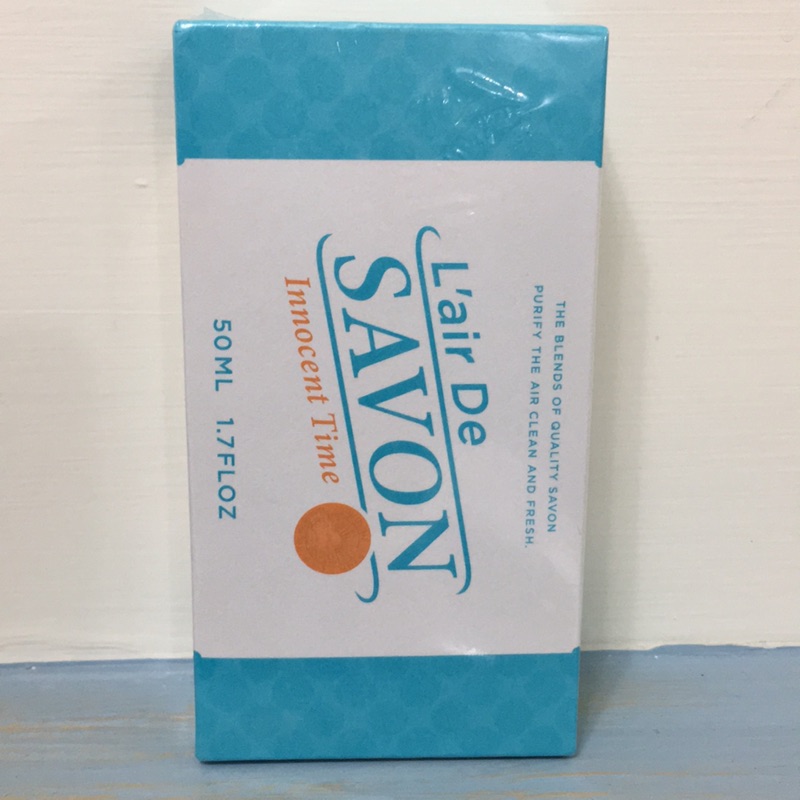 THE BLENDS OF QUALITY SAVON
PURIFY THE AIR CLEAN AND FRESH.
L'air De
SAVON
Innocent Time
50ML 1.7FLOZ